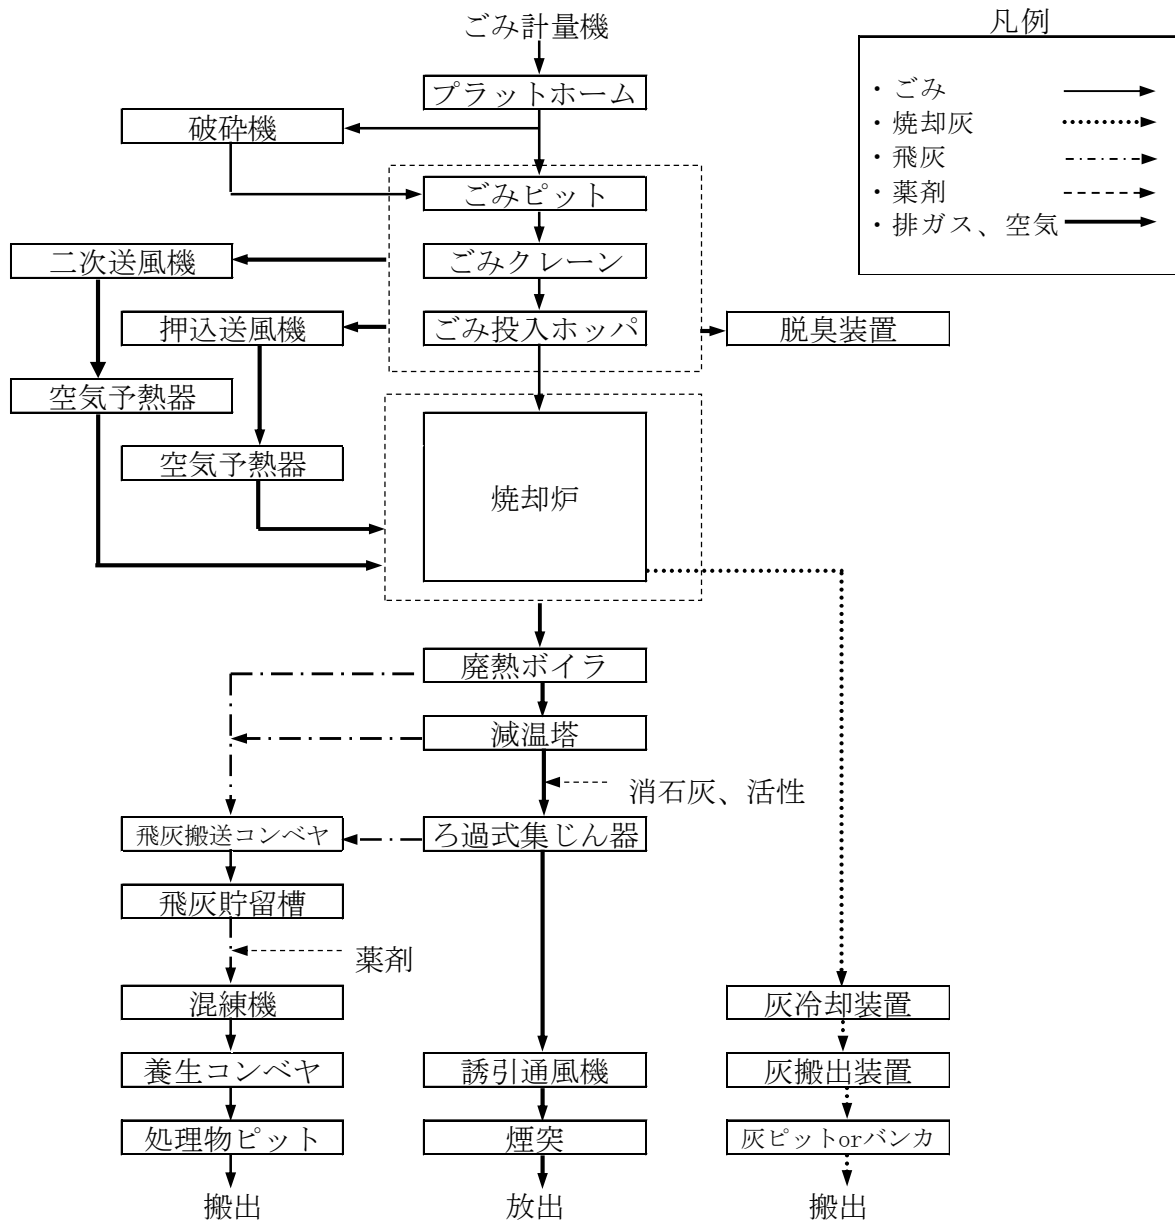 ごみ計量機
凡例
プラットホーム
・ごみ
破砕機
・焼却灰
・飛灰
ごみピット
・薬剤
・排ガス、空気
二次送風機
ごみクレーン
押込送風機
ごみ投入ホッパ
脱臭装置
空気予熱器
空気予熱器
焼却炉
廃熱ボイラ
減温塔
消石灰、活性
飛灰搬送コンベヤ
ろ過式集じん器
飛灰貯留槽
薬剤
混練機
灰冷却装置
養生コンベヤ
誘引通風機
灰搬出装置
処理物ピット
煙突
灰ピットorバンカ
搬出
放出
搬出